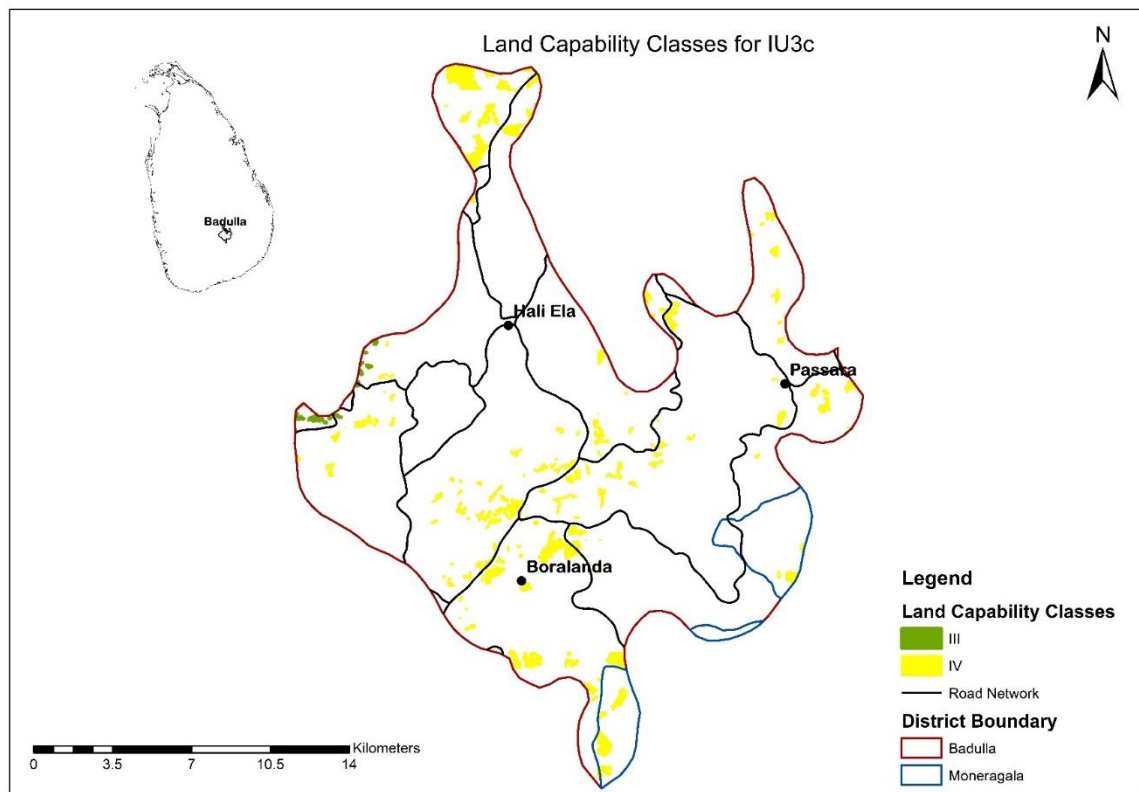 Land Capability Classes for IU3c
N
Badulla
Hali Ela
Passara
Boralanda
Legend
Land Capability Classes
III
IV
Road Network
District Boundary
Badulla
Moneragala
Kilometers
0 3.5 7 10.5 14